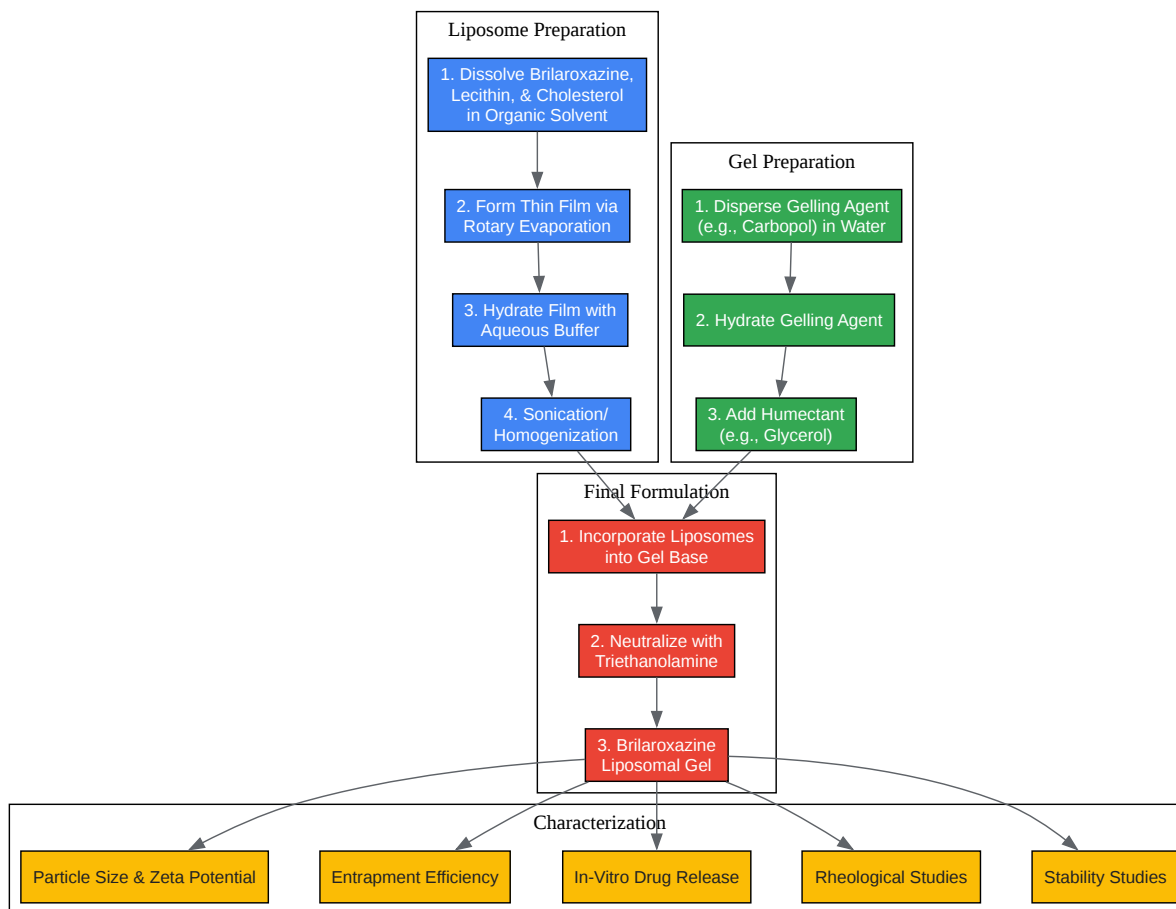 Liposome Preparation
1. Dissolve Brilaroxazine,
Lecithin, & Cholesterol
in Organic Solvent
2. Form Thin Film via
Rotary Evaporation
3. Hydrate Film with
Aqueous Buffer
4. Sonication/
Homogenization
Gel Preparation
1. Disperse Gelling Agent
(e.g., Carbopol) in Water
2. Hydrate Gelling Agent
3. Add Humectant
(e.g., Glycerol)
Final Formulation
1. Incorporate Liposomes
into Gel Base
2. Neutralize with
Triethanolamine
3. Brilaroxazine
Liposomal Gel
Characterization
Particle Size & Zeta Potential
Entrapment Efficiency
In-Vitro Drug Release
Rheological Studies
Stability Studies